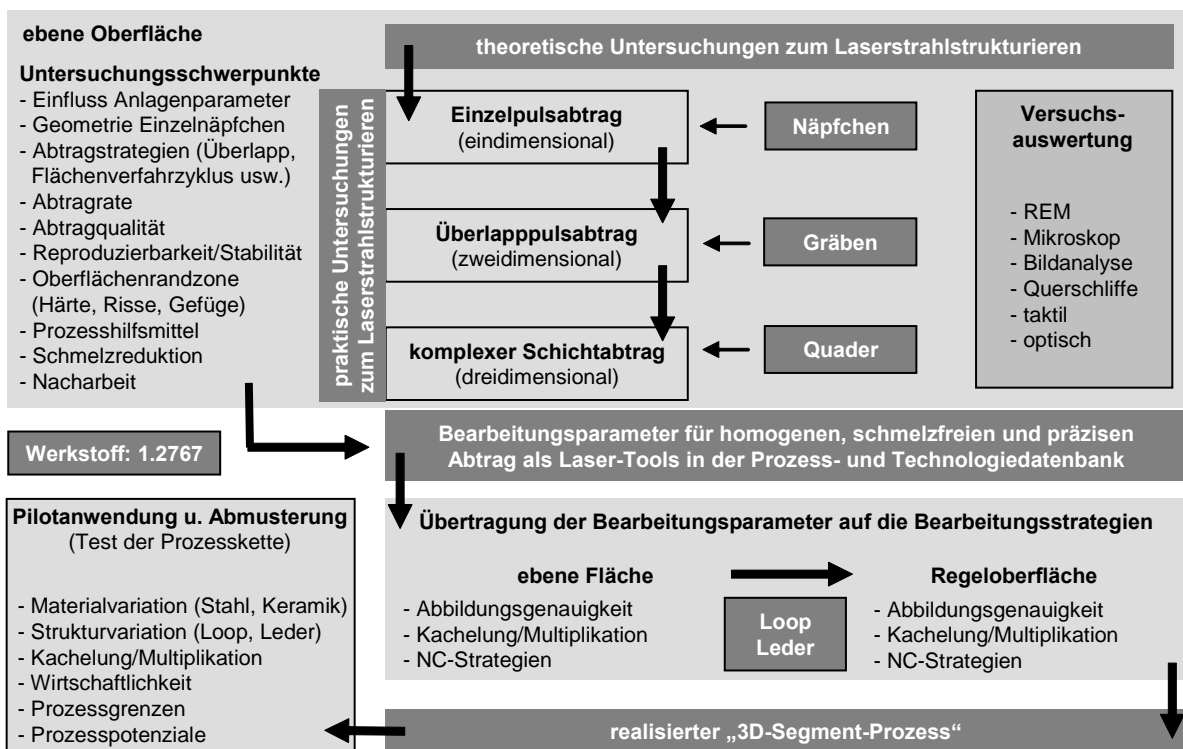 ebene Oberfläche
Untersuchungsschwerpunkte
- Einfluss Anlagenparameter
- Geometrie Einzelnäpfchen
- Abtragstrategien (Überlapp,
Flächenverfahrzyklus usw.)
- Abtragrate
- Abtragqualität
- Reproduzierbarkeit/Stabilität
- Oberflächenrandzone
(Härte, Risse, Gefüge)
- Prozesshilfsmittel
- Schmelzreduktion
- Nacharbeit
theoretische Untersuchungen zum Laserstrahlstrukturieren
praktische Untersuchungen
zum Laserstrahlstrukturieren
Einzelpulsabtrag
(eindimensional)
Näpfchen
Überlapppulsabtrag
(zweidimensional)
Gräben
komplexer Schichtabtrag
(dreidimensional)
Quader
Versuchs-
auswertung
- REM
- Mikroskop
- Bildanalyse
- Querschliffe
- taktil
- optisch
Werkstoff: 1.2767
Bearbeitungsparameter für homogenen, schmelzfreien und präzisen
Abtrag als Laser-Tools in der Prozess- und Technologiedatenbank
Übertragung der Bearbeitungsparameter auf die Bearbeitungsstrategien
ebene Fläche
- Abbildungsgenauigkeit
- Kachelung/Multiplikation
- NC-Strategien
Loop
Leder
Regeloberfläche
- Abbildungsgenauigkeit
- Kachelung/Multiplikation
- NC-Strategien
realisierter „3D-Segment-Prozess“
Pilotanwendung u. Abmusterung
(Test der Prozesskette)
- Materialvariation (Stahl, Keramik)
- Strukturvariation (Loop, Leder)
- Kachelung/Multiplikation
- Wirtschaftlichkeit
- Prozessgrenzen
- Prozesspotenziale